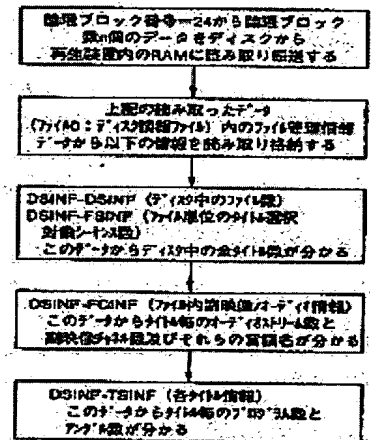 論理ブロック番号=24から論理ブロック
数n個のデータをディスクから
再生装置内のRAMに読み取り転送する
上記の読み取ったデータ
(ファイル0:ディスク情報ファイル)内のファイル管理情報
データから以下の情報を読み取り格納する
DSINF-DSINF (ディスク中のファイル数)
DSINF-FSINF (ファイル単位のタイトル選択
対象シーケンス数)
このデータからディスク中の全タイトル数が分かる
DSINF-FCINF (ファイル内副映像/オーディオ情報)
このデータからタイトル毎のオーディオストリーム数と
副映像チャネル数及びそれらの言語名が分かる
DSINF-TSINF (各タイトル情報)
このデータからタイトル毎のプログラム数と
アングル数が分かる